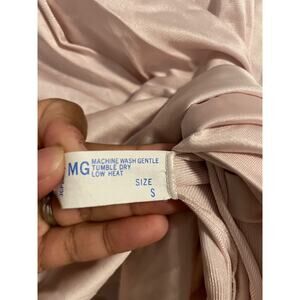 MG
MACHINE WASH GENTLE
TUMBLE DRY
LOW HEAT
SIZE
S